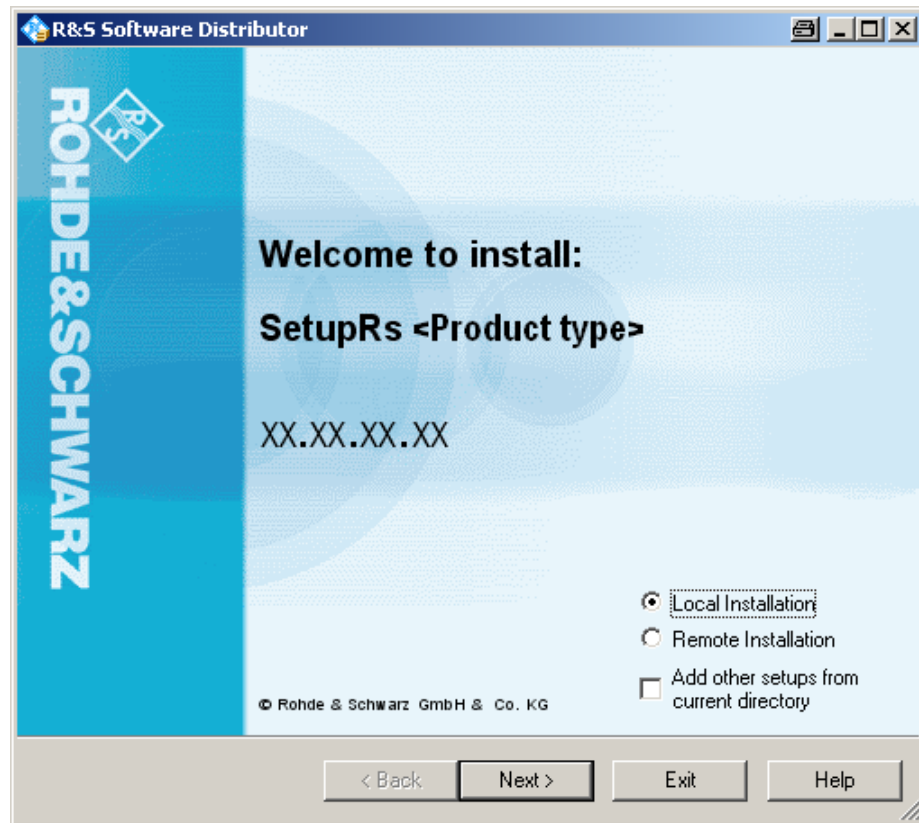 R&S Software Distributor
R S
ROHDE&SCHWARZ
Welcome to install:
SetupRs <Product type>
XX.XX.XX.XX
Local Installation
Remote Installation
Add other setups from
current directory
© Rohde & Schwarz GmbH & Co. KG
< Back
Next >
Exit
Help